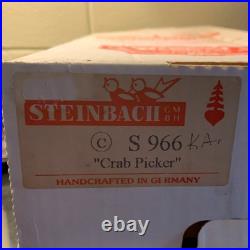 STEINBACH GMBH
© S 966 KA.
"Crab Picker"
HANDCRAFTED IN GERMANY